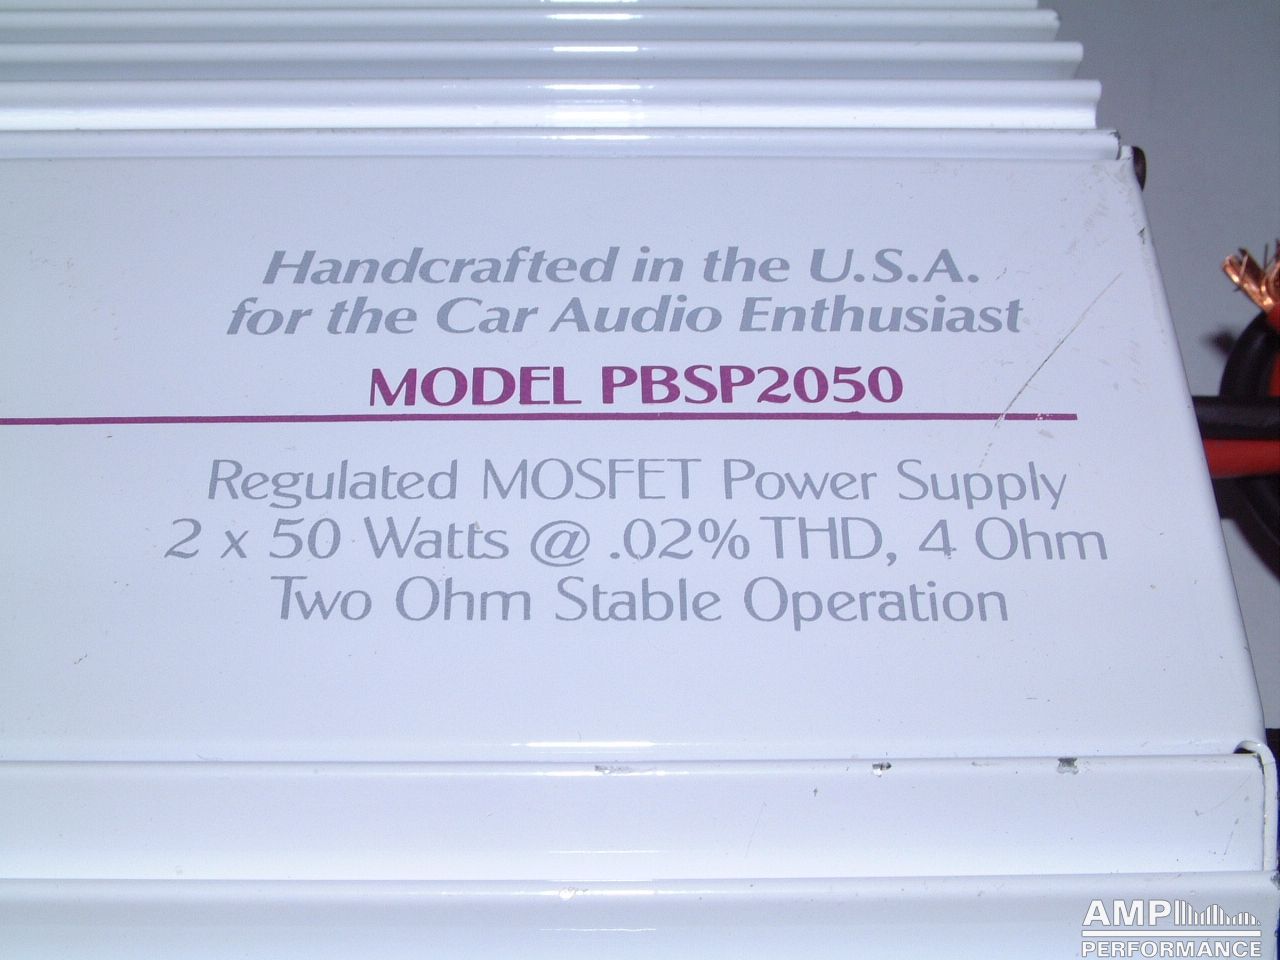 Handcrafted in the U.S.A.
for the Car Audio Enthusiast
MODEL PBSP2050
Regulated MOSFET Power Supply
2 x 50 Watts @ .02% THD, 4 Ohm
Two Ohm Stable Operation
AMP
PERFORMANCE